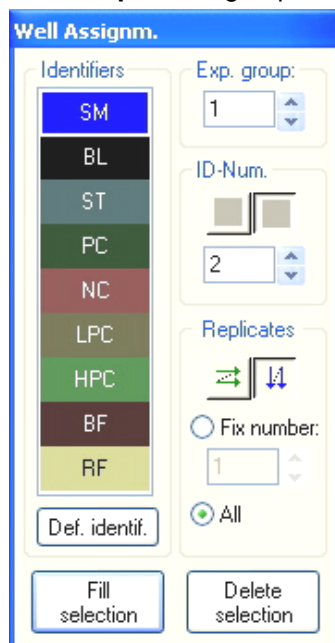 Well Assignm.
Identifiers
SM
BL
ST
PC
NC
LPC
HPC
BF
RF
Def. identif.
Exp. group:
1
ID-Num.
2
Replicates
Fix number:
1
All
Fill
selection
Delete
selection